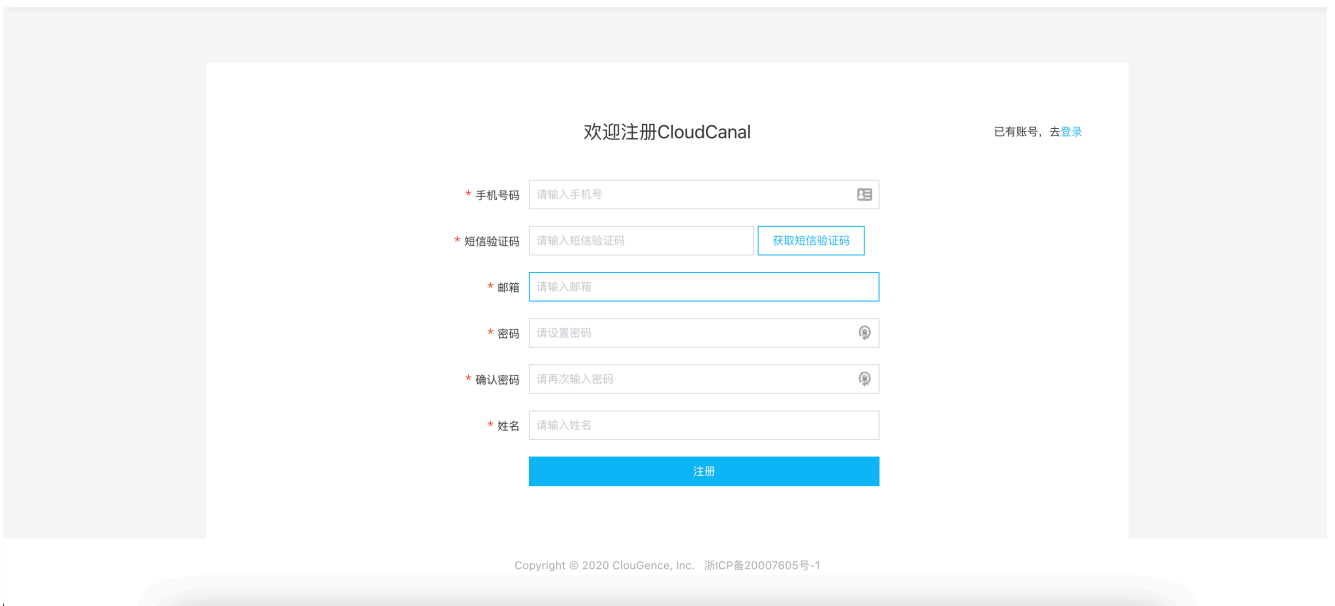 欢迎注册CloudCanal
已有账号，去登录
* 手机号码 请输入手机号
* 短信验证码 请输入短信验证码 获取短信验证码
* 邮箱 请输入邮箱
* 密码 请设置密码
* 确认密码 请再次输入密码
* 姓名 请输入姓名
注册
Copyright © 2020 ClouGence, Inc. 浙ICP备20007605号-1